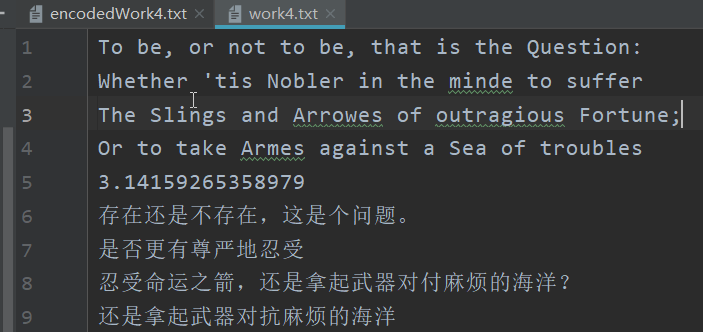 encodedWork4.txt work4.txt
1 To be, or not to be, that is the Question:
2 Whether 'tis Nobler in the minde to suffer
3 The Slings and Arrowes of outragious Fortune;
4 Or to take Armes against a Sea of troubles
5 3.14159265358979
6 存在还是不存在，这是个问题。
7 是否更有尊严地忍受
8 忍受命运之箭，还是拿起武器对付麻烦的海洋？
9 还是拿起武器对抗麻烦的海洋